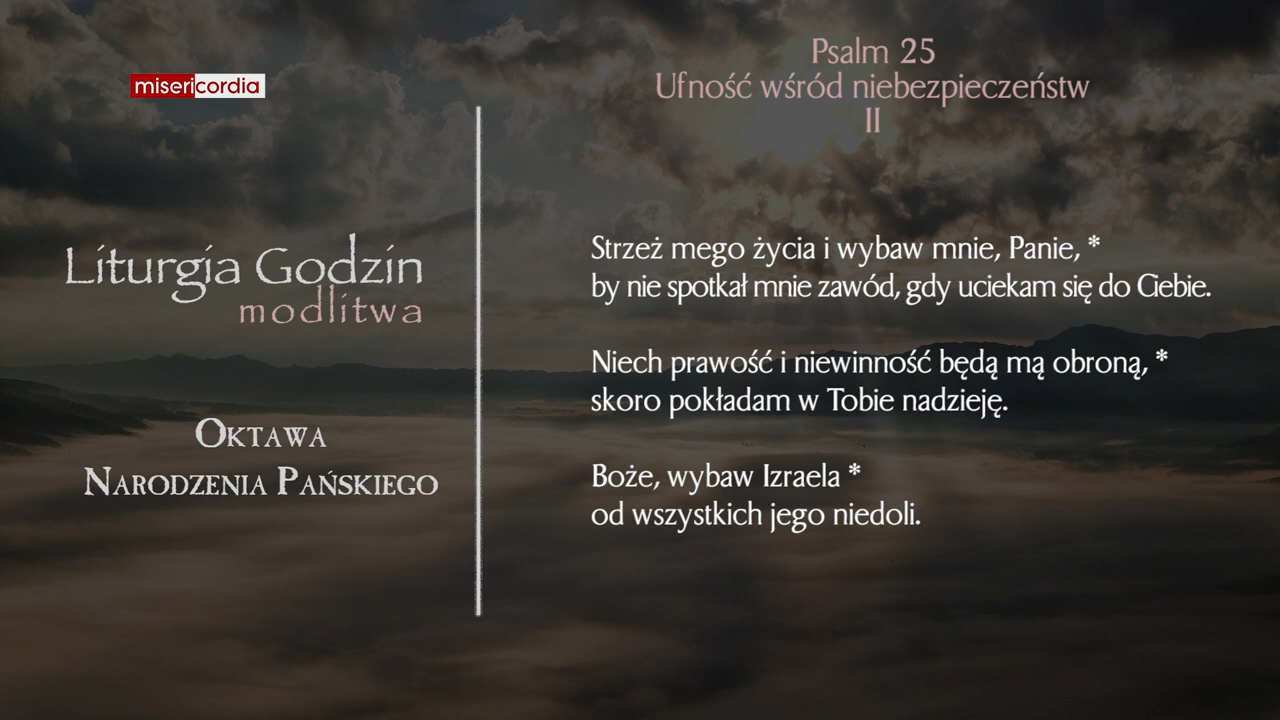 misericordia
Liturgia Godzin
modlitwa
Oktawa
Narodzenia Pańskiego
Psalm 25
Ufność wśród niebezpieczeństw
II
Strzeż mego życia i wybaw mnie, Panie, *
by nie spotkał mnie zawód, gdy uciekam się do Ciebie.
Niech prawość i niewinność będą mą obroną, *
skoro pokładam w Tobie nadzieję.
Boże, wybaw Izraela *
od wszystkich jego niedoli.